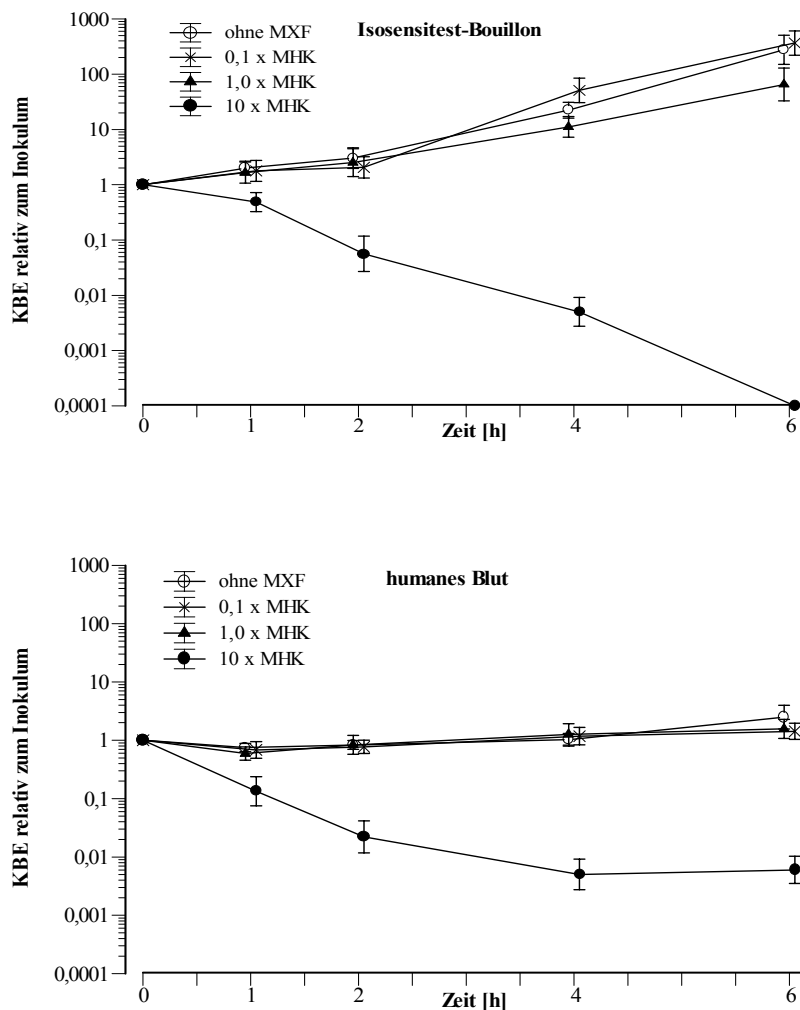 Isosensitest-Bouillon
ohne MXF
0,1 x MHK
1,0 x MHK
10 x MHK
KBE relativ zum Inokulum
1000
100
10
1
0,1
0,01
0,001
0,0001
0 1 2 4 6
Zeit [h]
humanes Blut
ohne MXF
0,1 x MHK
1,0 x MHK
10 x MHK
KBE relativ zum Inokulum
1000
100
10
1
0,1
0,01
0,001
0,0001
0 1 2 4 6
Zeit [h]